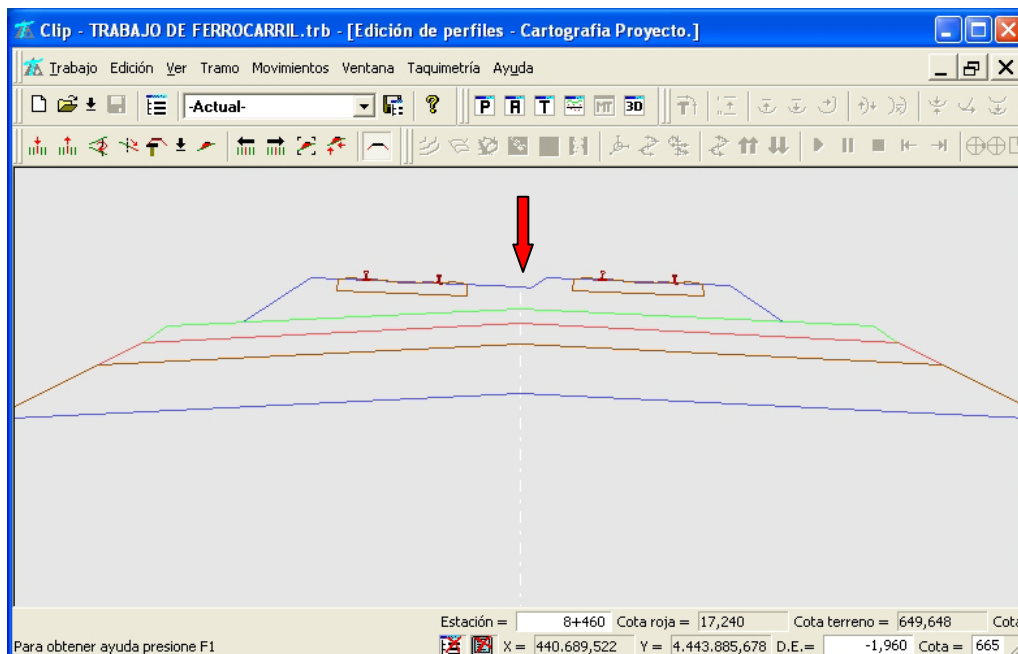 Clip - TRABAJO DE FERROCARRIL.trb - [Edición de perfiles - Cartografia Proyecto.]
Trabajo Edición Ver Tramo Movimientos Ventana Taquimetría Ayuda
-Actual- ? P A T MT 3D T
Estación = 8+460 Cota roja = 17,240 Cota terreno = 649,648 Cota
Para obtener ayuda presione F1 X = 440.689,522 Y = 4.443.885,678 D.E.= -1,960 Cota = 665